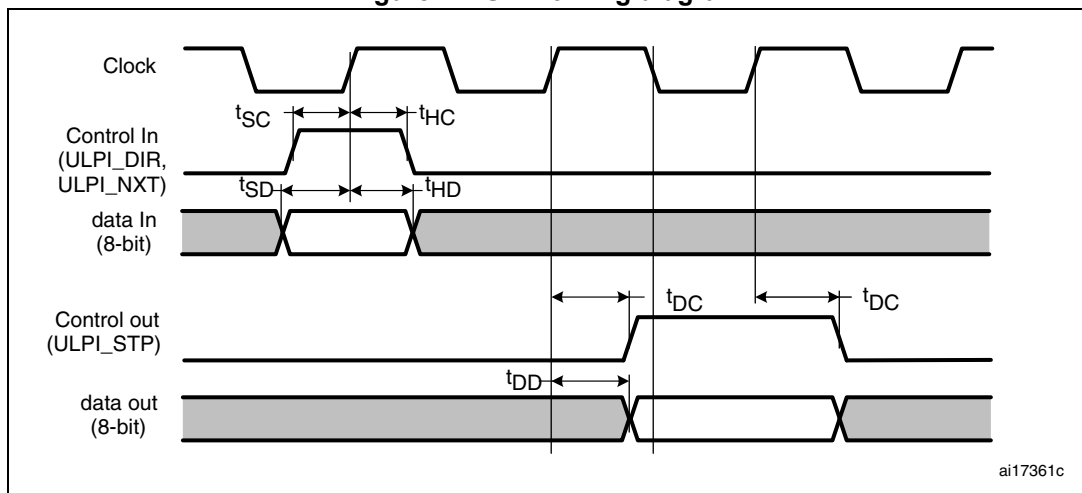 Clock
tSC
tHC
Control In
(ULPI_DIR,
ULPI_NXT)
tSD
tHD
data In
(8-bit)
tDC
tDC
Control out
(ULPI_STP)
tDD
data out
(8-bit)
ai17361c